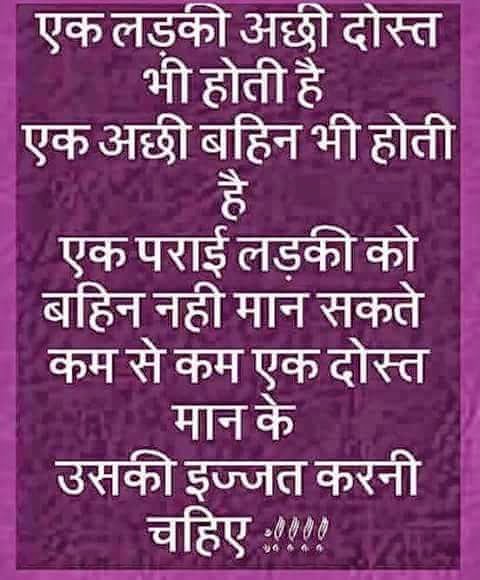 एक लड़की अछी दोस्त
भी होती है
एक अछी बहिन भी होती
है
एक पराई लड़की को
बहिन नही मान सकते
कम से कम एक दोस्त
मान के
उसकी इज्जत करनी
चहिए .!!!!